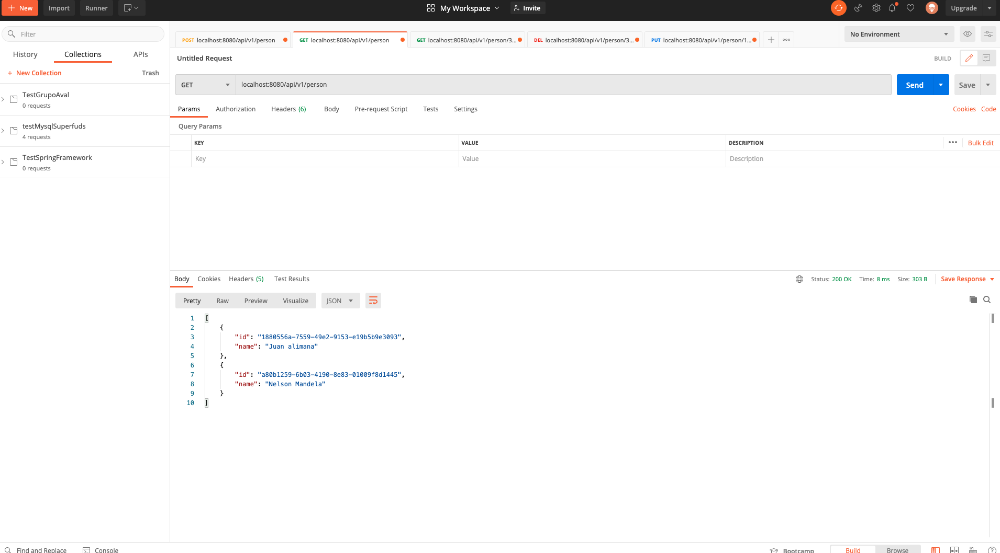 New Import Runner My Workspace Invite Upgrade
Filter
History Collections APIs
New Collection Trash
TestGrupoAval
0 requests
testMysqlSuperfuds
4 requests
TestSpringFramework
0 requests
POST localhost:8080/api/v1/person GET localhost:8080/api/v1/person GET localhost:8080/api/v1/person/3... DEL localhost:8080/api/v1/person/3... PUT localhost:8080/api/v1/person/1...
No Environment
Untitled Request BUILD
GET localhost:8080/api/v1/person Send Save
Params Authorization Headers (6) Body Pre-request Script Tests Settings Cookies Code
Query Params
KEY VALUE DESCRIPTION Bulk Edit
Key Value Description
Body Cookies Headers (5) Test Results Status: 200 OK Time: 8 ms Size: 303 B Save Response
Pretty Raw Preview Visualize JSON
1 [
2 {
3 "id": "1880556a-7559-49e2-9153-e19b5b9e3093",
4 "name": "Juan alimana"
5 },
6 {
7 "id": "a80b1259-6b03-4190-8e83-01009f8d1445",
8 "name": "Nelson Mandela"
9 }
10 ]
Find and Replace Console Bootcamp Build Browse